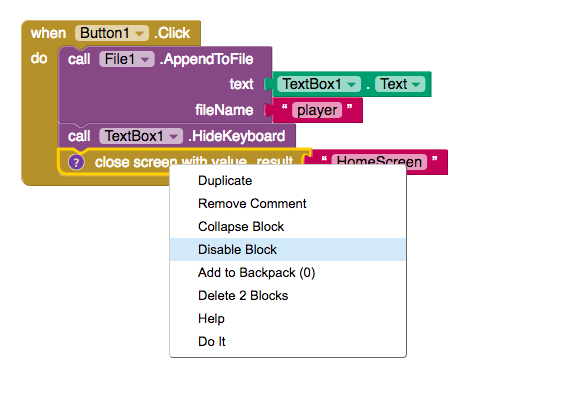 when Button1 .Click
do call File1 .AppendToFile
text TextBox1 . Text
fileName “ player ”
call TextBox1 .HideKeyboard
? close screen with value result “ HomeScreen ”
Duplicate
Remove Comment
Collapse Block
Disable Block
Add to Backpack (0)
Delete 2 Blocks
Help
Do It